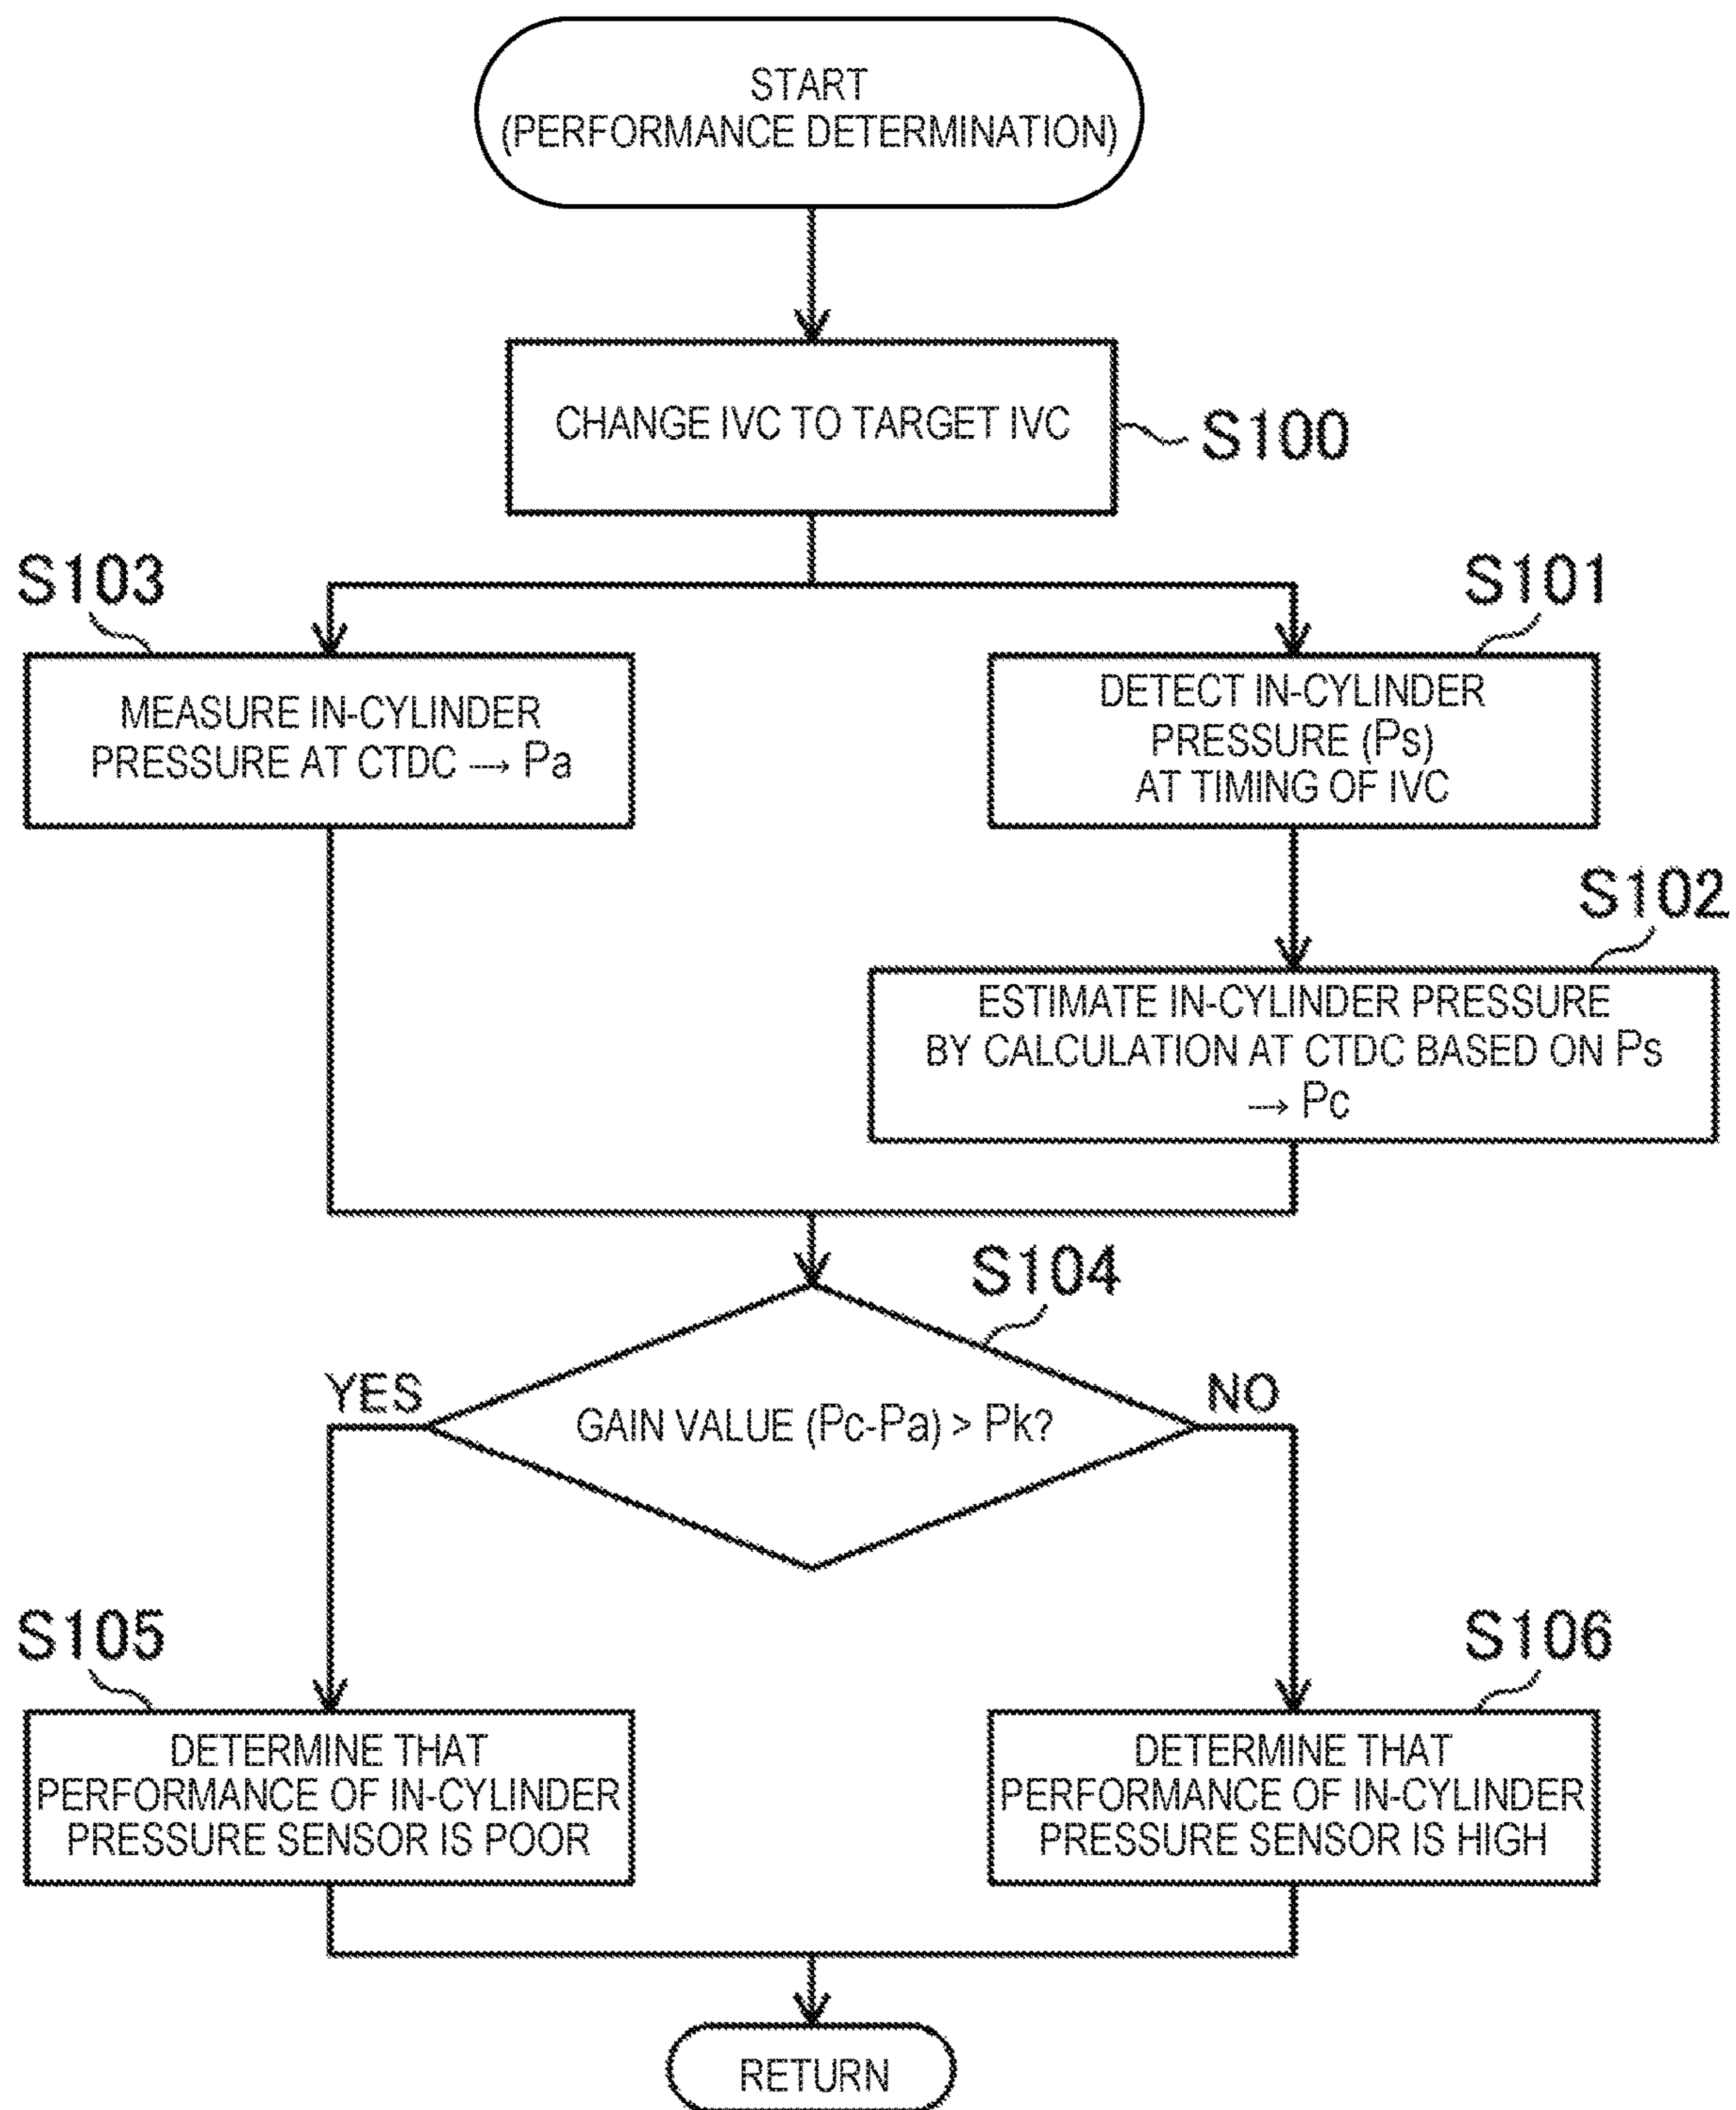 START
(PERFORMANCE DETERMINATION)
CHANGE IVC TO TARGET IVC
S100
S103
MEASURE IN-CYLINDER
PRESSURE AT CTDC → Pa
S101
DETECT IN-CYLINDER
PRESSURE (Ps)
AT TIMING OF IVC
S102
ESTIMATE IN-CYLINDER PRESSURE
BY CALCULATION AT CTDC BASED ON Ps
→ Pc
S104
YES
GAIN VALUE (Pc-Pa) > Pk?
NO
S105
DETERMINE THAT
PERFORMANCE OF IN-CYLINDER
PRESSURE SENSOR IS POOR
S106
DETERMINE THAT
PERFORMANCE OF IN-CYLINDER
PRESSURE SENSOR IS HIGH
RETURN